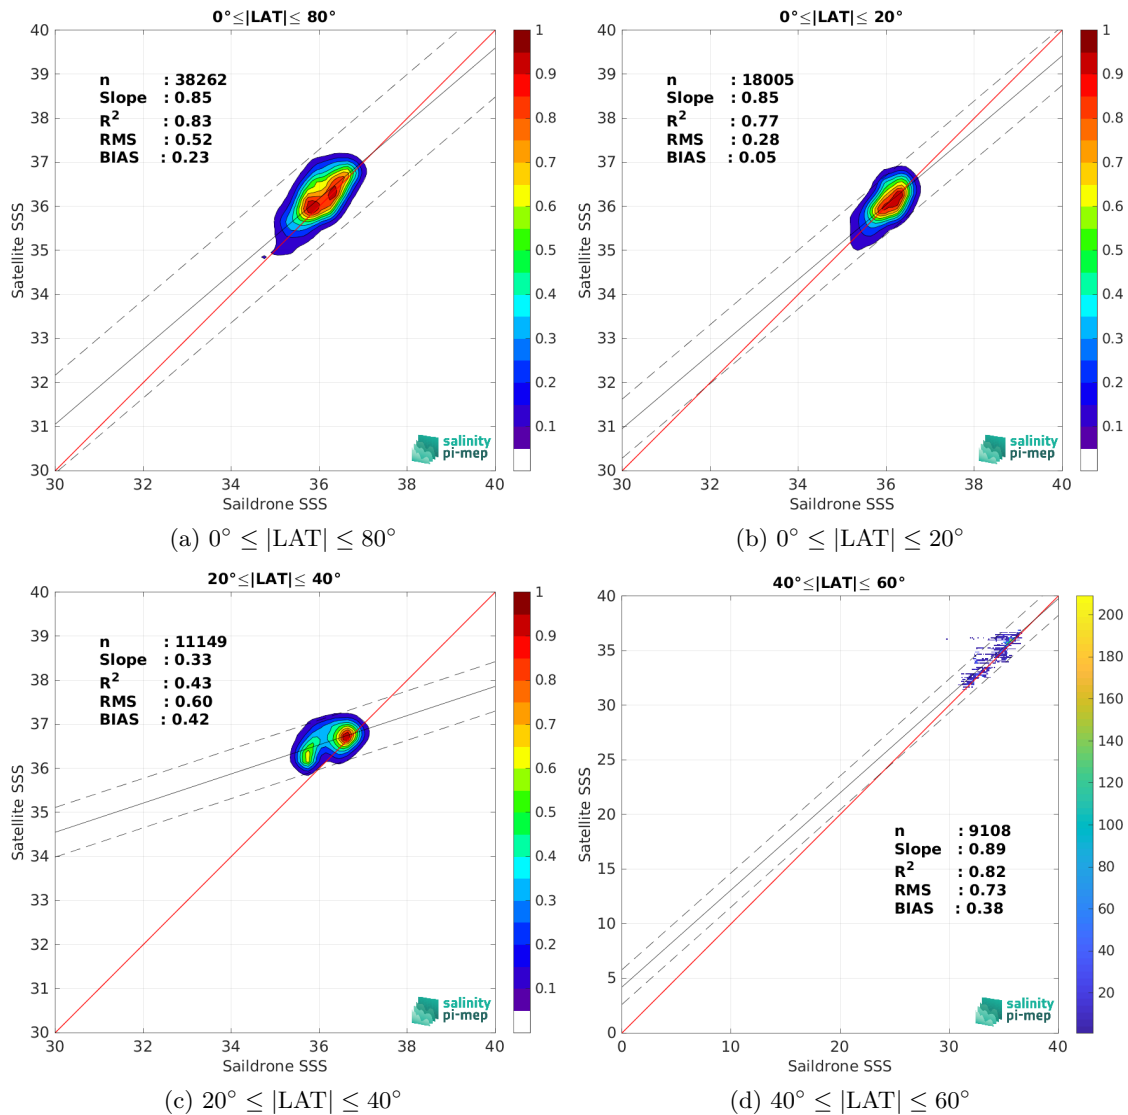 0°≤|LAT|≤ 80°
40
39
38
37
36
35
34
33
32
31
30
30
32
34
36
38
40
Satellite SSS
Saildrone SSS
n : 38262
Slope : 0.85
R² : 0.83
RMS : 0.52
BIAS : 0.23
1
0.9
0.8
0.7
0.6
0.5
0.4
0.3
0.2
0.1
salinity
pi-mep
(a) 0° ≤ |LAT| ≤ 80°
0°≤|LAT|≤ 20°
40
39
38
37
36
35
34
33
32
31
30
30
32
34
36
38
40
Satellite SSS
Saildrone SSS
n : 18005
Slope : 0.85
R² : 0.77
RMS : 0.28
BIAS : 0.05
1
0.9
0.8
0.7
0.6
0.5
0.4
0.3
0.2
0.1
salinity
pi-mep
(b) 0° ≤ |LAT| ≤ 20°
20°≤|LAT|≤ 40°
40
39
38
37
36
35
34
33
32
31
30
30
32
34
36
38
40
Satellite SSS
Saildrone SSS
n : 11149
Slope : 0.33
R² : 0.43
RMS : 0.60
BIAS : 0.42
1
0.9
0.8
0.7
0.6
0.5
0.4
0.3
0.2
0.1
salinity
pi-mep
(c) 20° ≤ |LAT| ≤ 40°
40°≤|LAT|≤ 60°
40
35
30
25
20
15
10
5
0
0
10
20
30
40
Satellite SSS
Saildrone SSS
n : 9108
Slope : 0.89
R² : 0.82
RMS : 0.73
BIAS : 0.38
200
180
160
140
120
100
80
60
40
20
salinity
pi-mep
(d) 40° ≤ |LAT| ≤ 60°